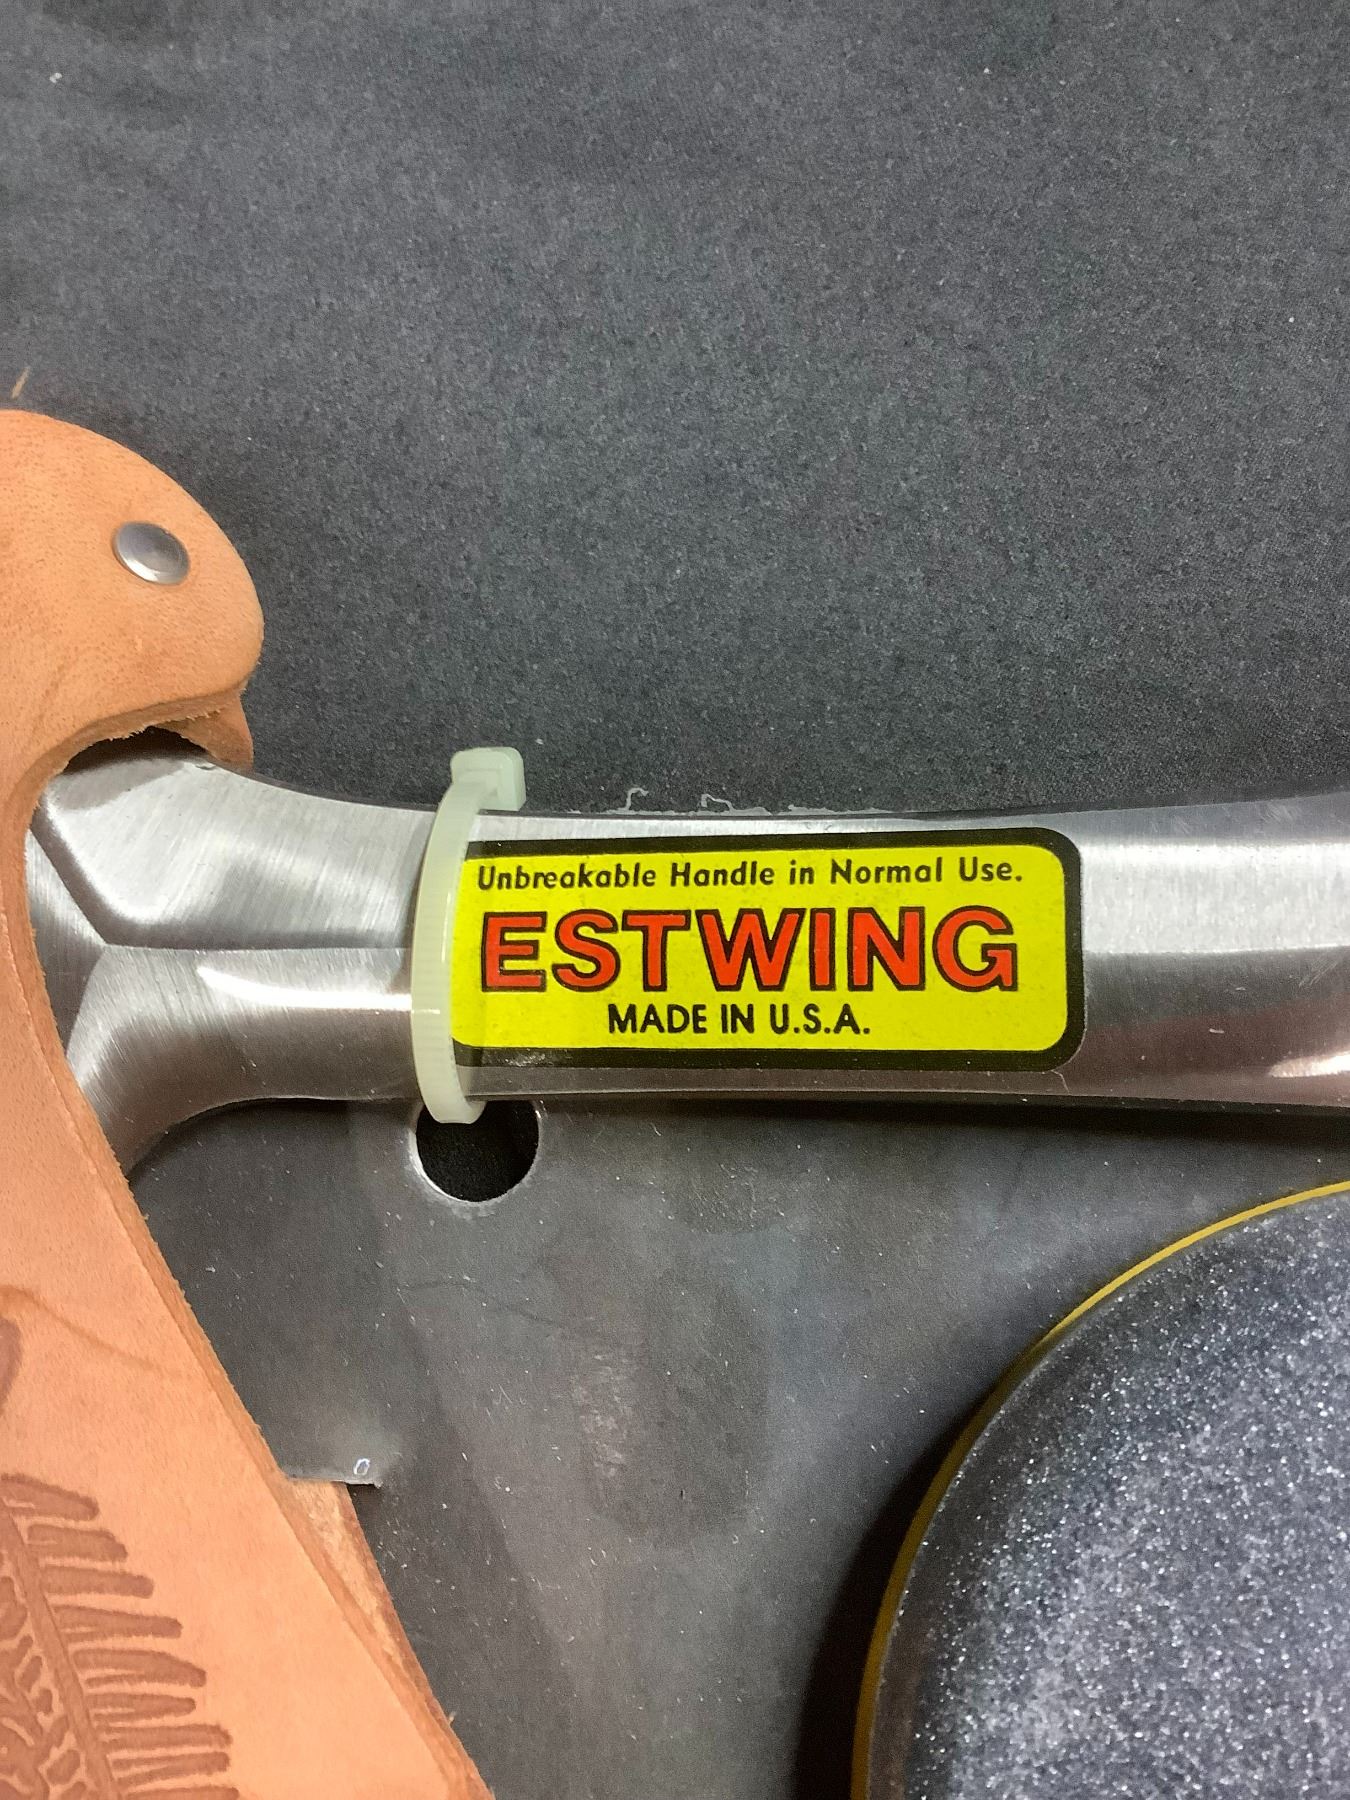 Unbreakable Handle in Normal Use.
ESTWING
MADE IN U.S.A.